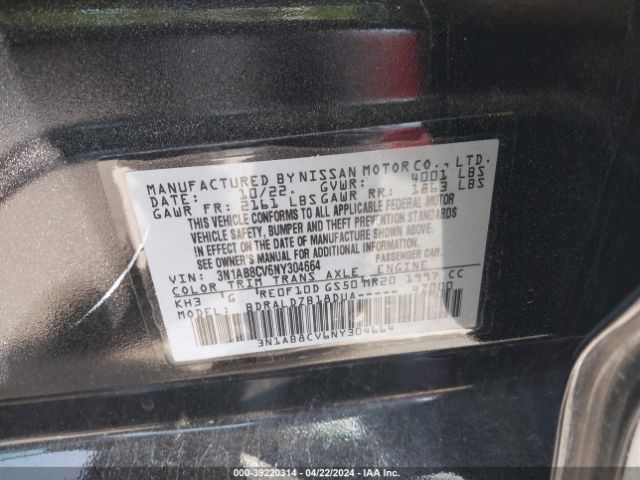 MANUFACTURED BY NISSAN MOTOR CO., LTD.
DATE: 10/22 GVWR: 4001 LBS
GAWR FR: 2161 LBS GAWR RR: 1863 LBS
THIS VEHICLE CONFORMS TO ALL APPLICABLE FEDERAL MOTOR
VEHICLE SAFETY, BUMPER AND THEFT PREVENTION STANDARDS
IN EFFECT ON THE DATE OF MANUFACTURE SHOWN ABOVE.
SEE OWNER'S MANUAL FOR ADDITIONAL INFORMATION.
VIN: 3N1AB8CV6NY304664 PASSENGER CAR
COLOR TRIM TRANS AXLE ENGINE
KH3 G RE0F10D GS50 MR20 1997 CC
MODEL: BDRALDZB1BDUA----- 27000
3N1AB8CV6NY304664
000-39220314 - 04/22/2024 - IAA Inc.